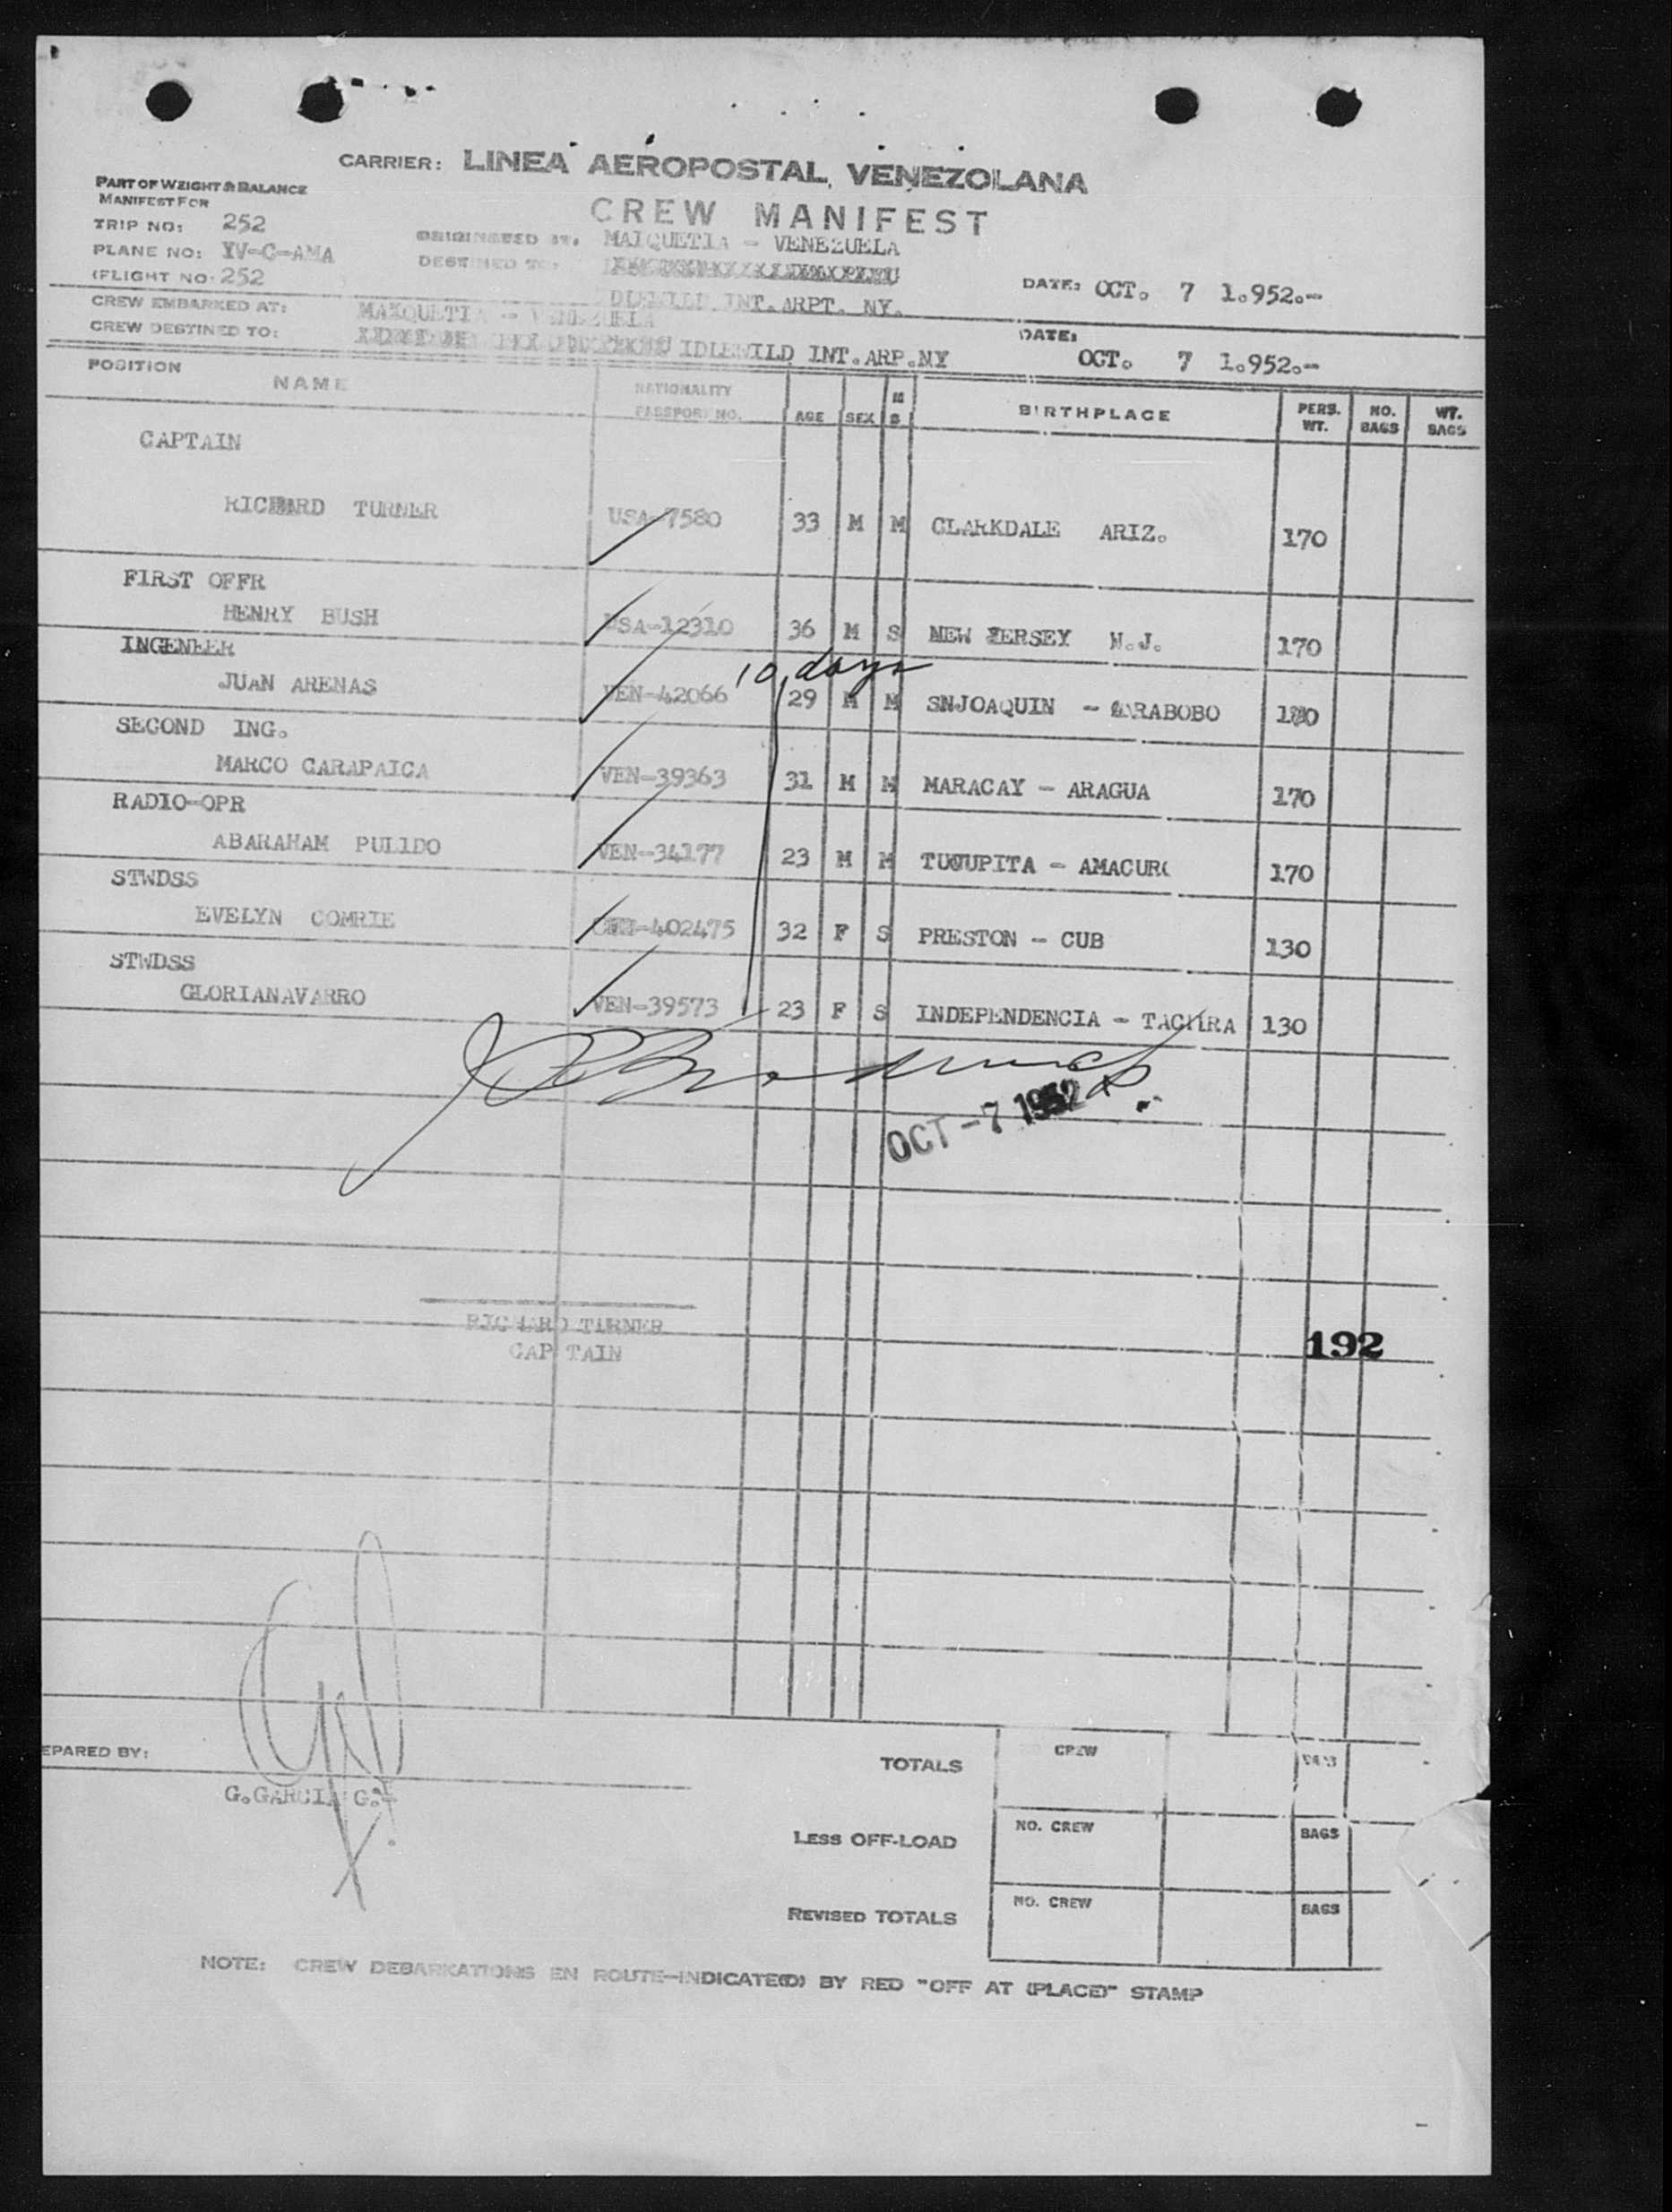 CARRIER: LINEA AEROPOSTAL VENEZOLANA
PART OF WEIGHT & BALANCE
MANIFEST FOR
CREW MANIFEST
TRIP NO: 252
ORIGINATED AT: MAIQUETIA - VENEZUELA
PLANE NO: YV-C-AMA
DESTINED TO:
(FLIGHT NO. 252
IDLEWILD INT. ARPT. NY.
DATE: OCT. 7 1.952.-
CREW EMBARKED AT: MAIQUETIA - VENEZUELA
CREW DESTINED TO: IDLEWILD INT.ARP.NY
DATE: OCT. 7 1.952.-
POSITION NAME NATIONALITY PASSPORT NO. AGE SEX M S BIRTHPLACE PERS. WT. NO. BAGS WT. BAGS
CAPTAIN
RICHARD TURNER USA-7580 33 M M CLARKDALE ARIZ. 170
FIRST OFFR
HENRY BUSH USA-12310 36 M S NEW JERSEY N.J. 170
INGENEER
10 days
JUAN ARENAS VEN-42066 29 M M SNJOAQUIN - CARABOBO
SECOND ING.
MARCO CARAPAICA VEN-39363 31 M M MARACAY - ARAGUA 170
RADIO-OPR
ABARAHAM PULIDO VEN-34177 23 M M TUCUPITA - AMACURO 170
STWDSS
EVELYN COMRIE 402475 32 F S PRESTON - CUB 130
STWDSS
GLORIANAVARRO VEN-39573 23 F S INDEPENDENCIA - TACHIRA 130
OCT -7 1952
RICHARD TURNER
CAPTAIN
192
EPARED BY:
G.GARCIA G.-
TOTALS CREW BAGS
LESS OFF-LOAD NO. CREW BAGS
REVISED TOTALS NO. CREW BAGS
NOTE: CREW DEBARKATIONS EN ROUTE-INDICATE(D) BY RED "OFF AT (PLACE)" STAMP